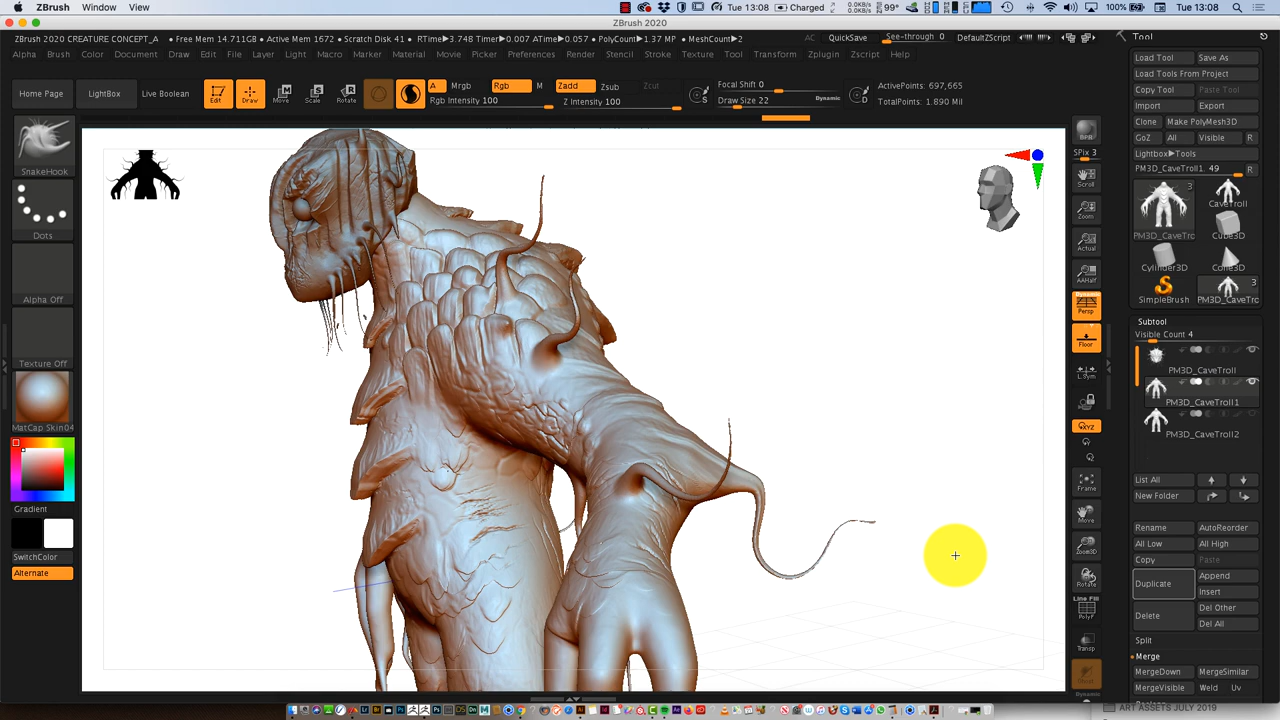 ZBrush Window View
Charged 99° 100% Tue 13:08
ZBrush 2020
ZBrush 2020 CREATURE CONCEPT_A • Free Mem 14.711GB • Active Mem 1672 • Scratch Disk 41 • RTime▶3.748 Timer▶0.007 ATime▶0.057 • PolyCount▶1.37 MP • MeshCount▶2
AC QuickSave See-through 0 DefaultZScript
Alpha Brush Color Document Draw Edit File Layer Light Macro Marker Material Movie Picker Preferences Render Stencil Stroke Texture Tool Transform Zplugin Zscript Help
Home Page LightBox Live Boolean Edit Draw Move Scale Rotate
A Mrgb Rgb M Zadd Zsub Zcut
Rgb Intensity 100 Z Intensity 100
Focal Shift 0
Draw Size 22 Dynamic
ActivePoints: 697,665
TotalPoints: 1.890 Mil
SnakeHook
Dots
Alpha Off
Texture Off
MatCap Skin04
Gradient
SwitchColor
Alternate
BPR
SPix 3
Scroll
Zoom
Actual
AAHalf
Dynamic
Persp
Floor
L.Sym
XYZ
Frame
Move
Zoom3D
Rotate
Line Fill
PolyF
Transp
Dynamic
Tool
Load Tool Save As
Load Tools From Project
Copy Tool Paste Tool
Import Export
Clone Make PolyMesh3D
GoZ All Visible R
Lightbox▶Tools
PM3D_CaveTroll1. 49 R
3
CaveTroll
PM3D_CaveTrc Cube3D
Cylinder3D Cone3D
3
SimpleBrush PM3D_CaveTrc
Subtool
Visible Count 4
PM3D_CaveTroll
PM3D_CaveTroll1
PM3D_CaveTroll2
List All
New Folder
Rename AutoReorder
All Low All High
Copy Paste
Duplicate Append
Insert
Delete Del Other
Del All
Split
Merge
MergeDown MergeSimilar
MergeVisible Weld Uv
ART ASSETS JULY 2019